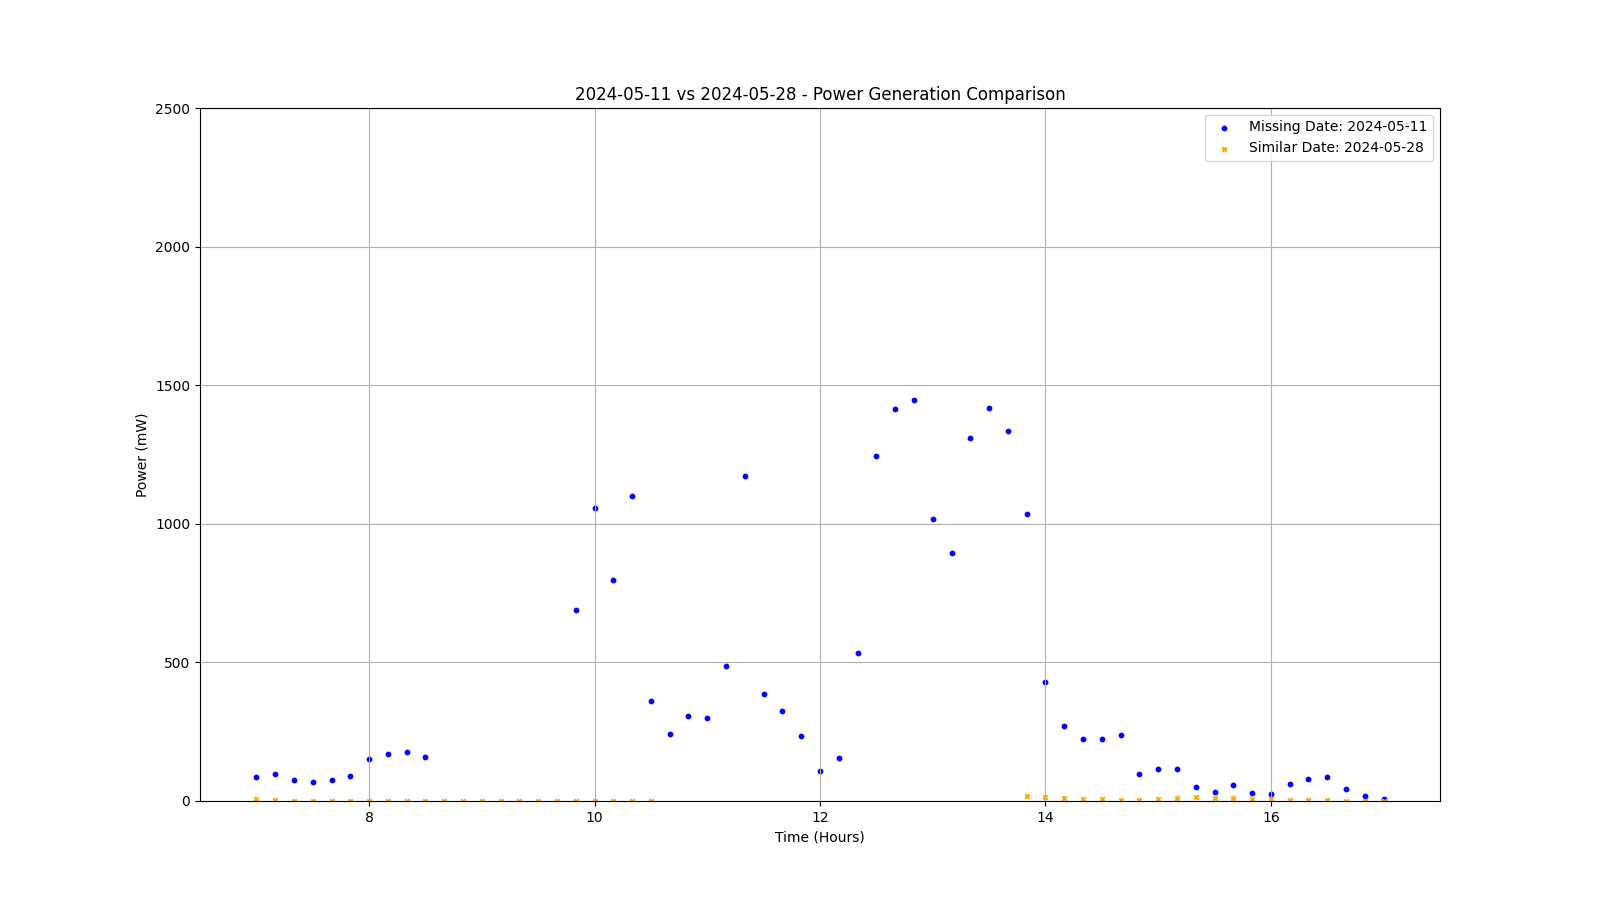 2024-05-11 vs 2024-05-28 - Power Generation Comparison
Missing Date: 2024-05-11
Similar Date: 2024-05-28
2500
2000
1500
1000
500
0
Power (mW)
8 10 12 14 16
Time (Hours)